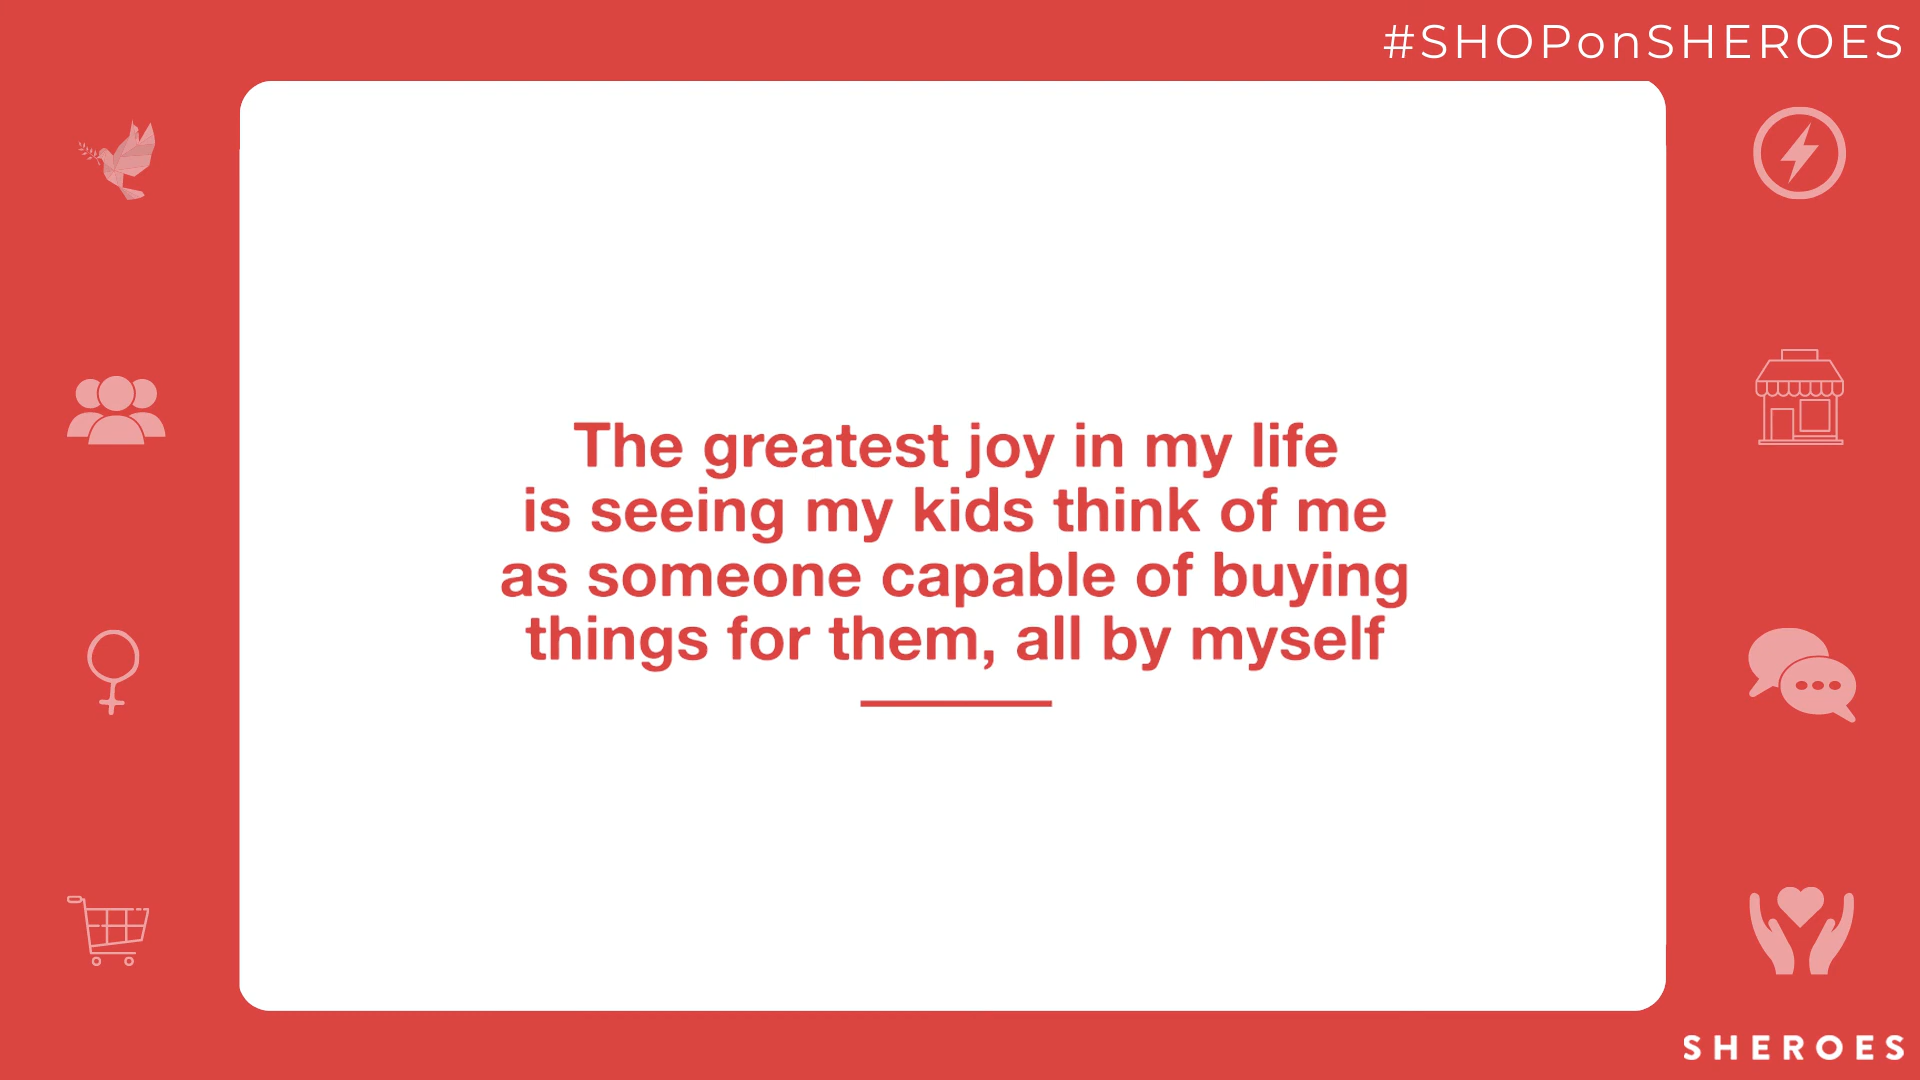 #SHOPonSHEROES
The greatest joy in my life
is seeing my kids think of me
as someone capable of buying
things for them, all by myself
SHEROES